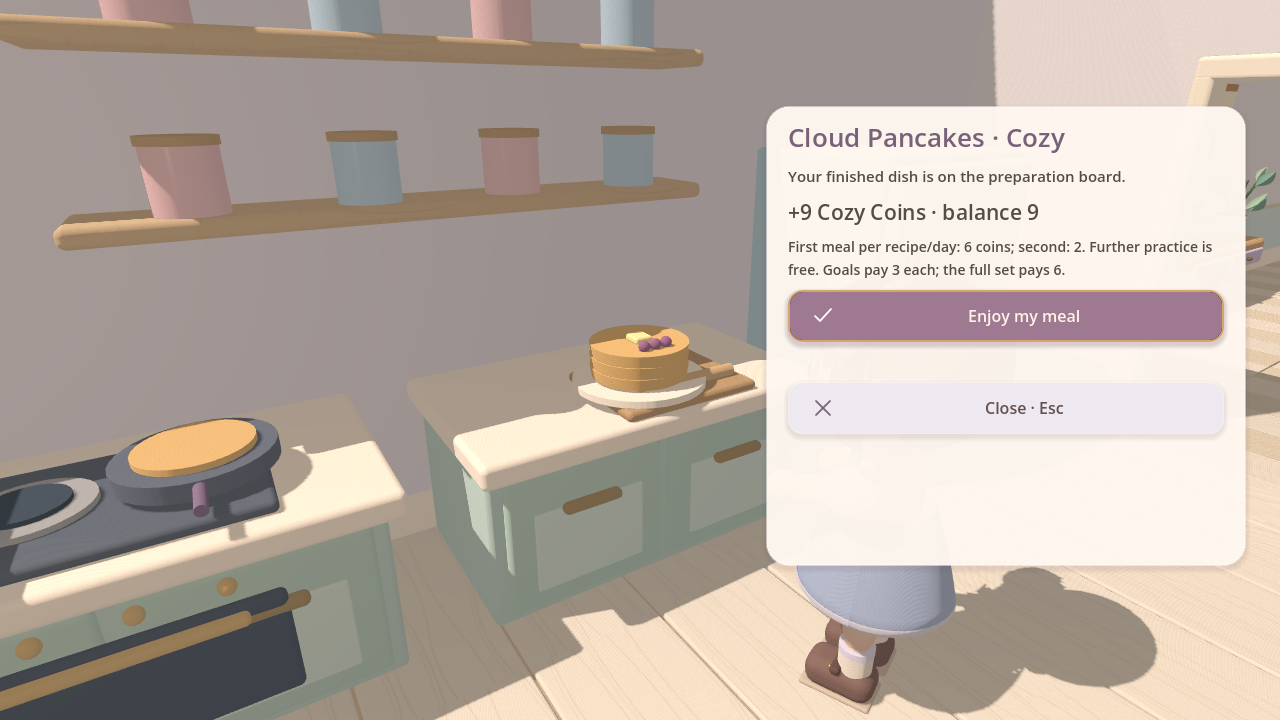 Cloud Pancakes · Cozy
Your finished dish is on the preparation board.
+9 Cozy Coins · balance 9
First meal per recipe/day: 6 coins; second: 2. Further practice is
free. Goals pay 3 each; the full set pays 6.
Enjoy my meal
Close · Esc